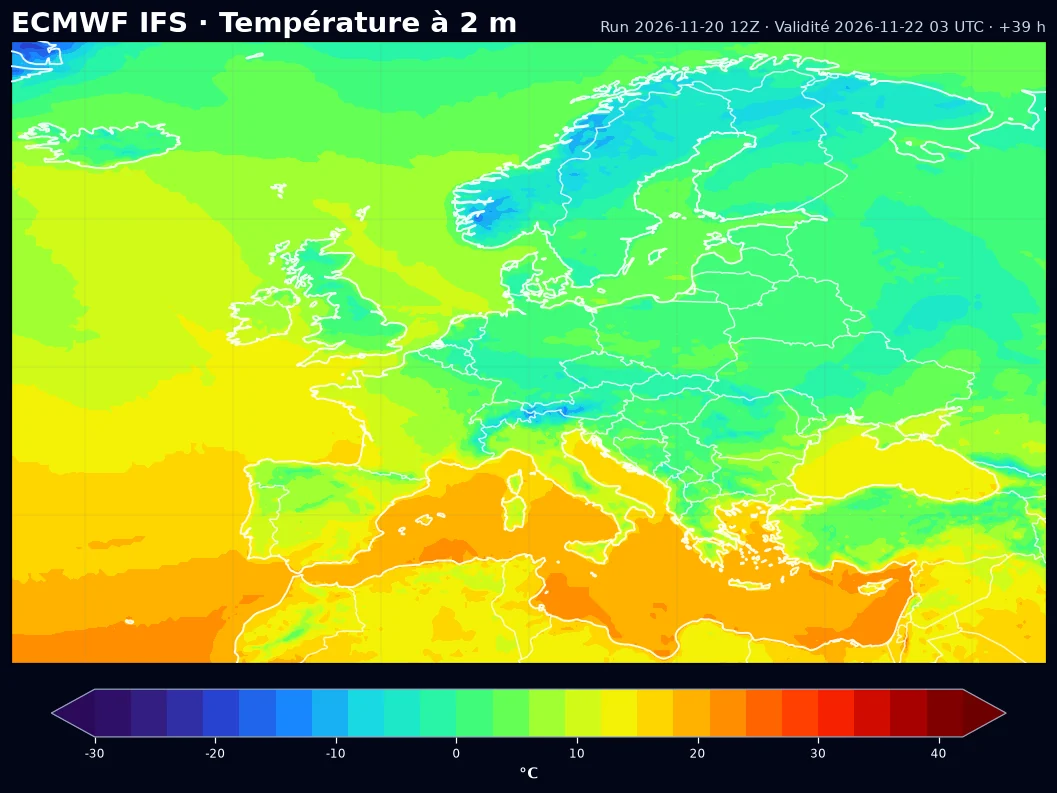 ECMWF IFS · Température à 2 m
Run 2026-11-20 12Z · Validité 2026-11-22 03 UTC · +39 h
-30 -20 -10 0 10 20 30 40
°C